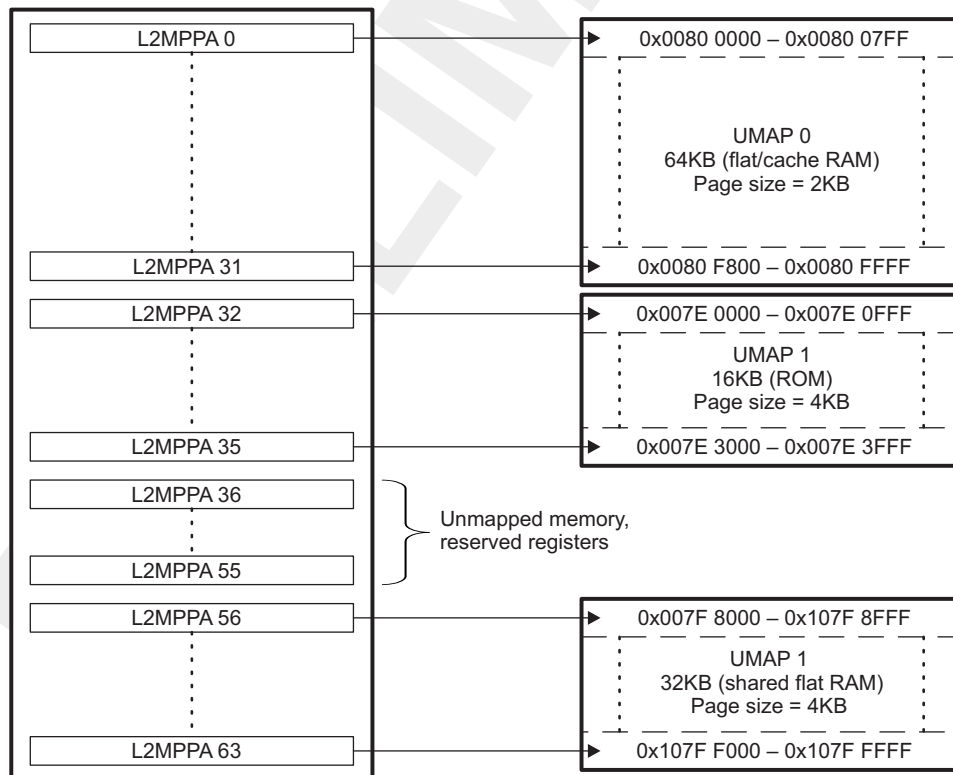 L2MPPA 0
0x0080 0000 – 0x0080 07FF
UMAP 0
64KB (flat/cache RAM)
Page size = 2KB
L2MPPA 31
0x0080 F800 – 0x0080 FFFF
L2MPPA 32
0x007E 0000 – 0x007E 0FFF
UMAP 1
16KB (ROM)
Page size = 4KB
L2MPPA 35
0x007E 3000 – 0x007E 3FFF
L2MPPA 36
Unmapped memory,
reserved registers
L2MPPA 55
L2MPPA 56
0x007F 8000 – 0x107F 8FFF
UMAP 1
32KB (shared flat RAM)
Page size = 4KB
L2MPPA 63
0x107F F000 – 0x107F FFFF